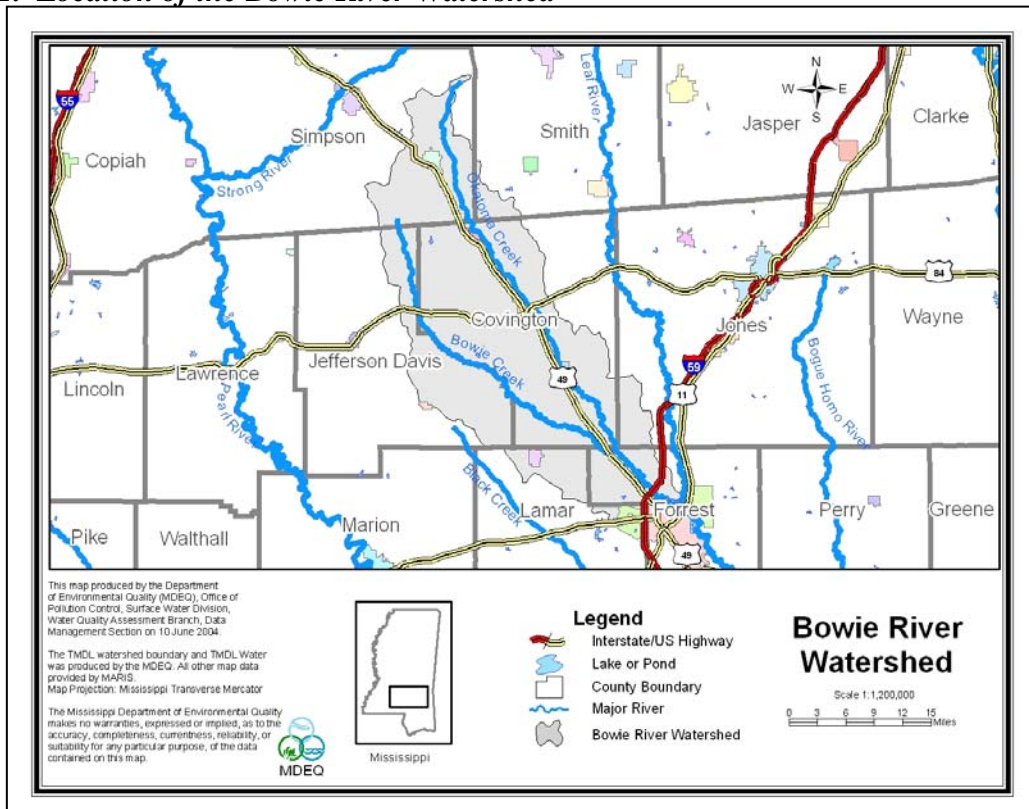 Location of the Bowie River Watershed
N
W E
S
55
Copiah
Simpson
Strong River
Smith
Leaf River
Jasper
Clarke
Okatoma Creek
84
Covington
Jones
Wayne
Bowie Creek
Jefferson Davis
49
59
11
Bogue Homo River
Lincoln
Lawrence
Pearl River
Black Creek
Pike
Walthall
Marion
Lamar
Forrest
49
Perry
Greene
This map produced by the Department
of Environmental Quality (MDEQ), Office of
Pollution Control, Surface Water Division,
Water Quality Assessment Branch, Data
Management Section on 10 June 2004.
The TMDL watershed boundary and TMDL Water
was produced by the MDEQ. All other map data
provided by MARIS.
Map Projection: Mississippi Transverse Mercator
The Mississippi Department of Environmental Quality
makes no warranties, expressed or implied, as to the
accuracy, completeness, currentness, reliability, or
suitability for any particular purpose, of the data
contained on this map.
MDEQ
Mississippi
Legend
Interstate/US Highway
Lake or Pond
County Boundary
Major River
Bowie River Watershed
Bowie River
Watershed
Scale 1:1,200,000
0 3 6 9 12 15
Miles